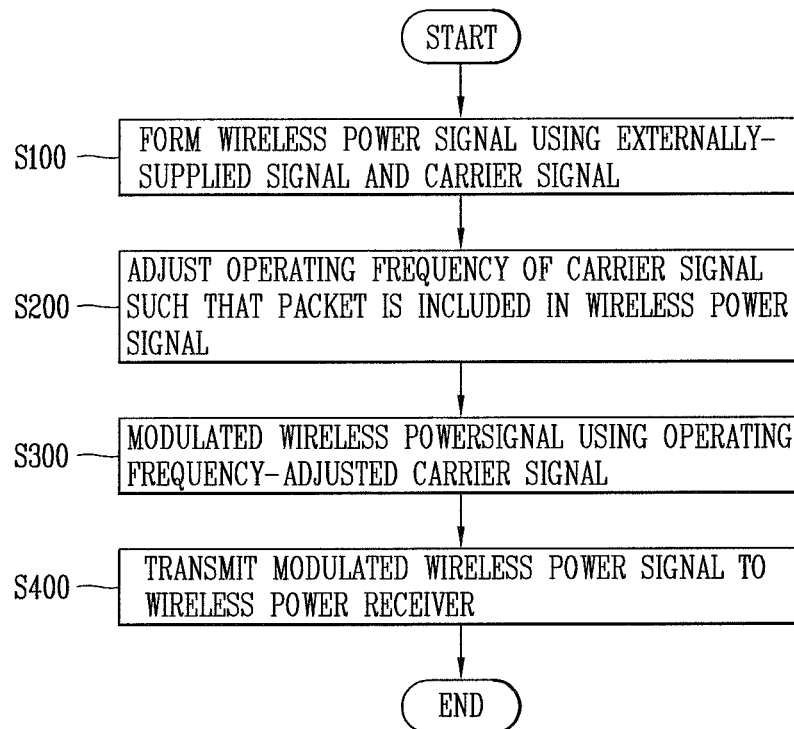 START
S100
FORM WIRELESS POWER SIGNAL USING EXTERNALLY-
SUPPLIED SIGNAL AND CARRIER SIGNAL
S200
ADJUST OPERATING FREQUENCY OF CARRIER SIGNAL
SUCH THAT PACKET IS INCLUDED IN WIRELESS POWER
SIGNAL
S300
MODULATED WIRELESS POWERSIGNAL USING OPERATING
FREQUENCY-ADJUSTED CARRIER SIGNAL
S400
TRANSMIT MODULATED WIRELESS POWER SIGNAL TO
WIRELESS POWER RECEIVER
END